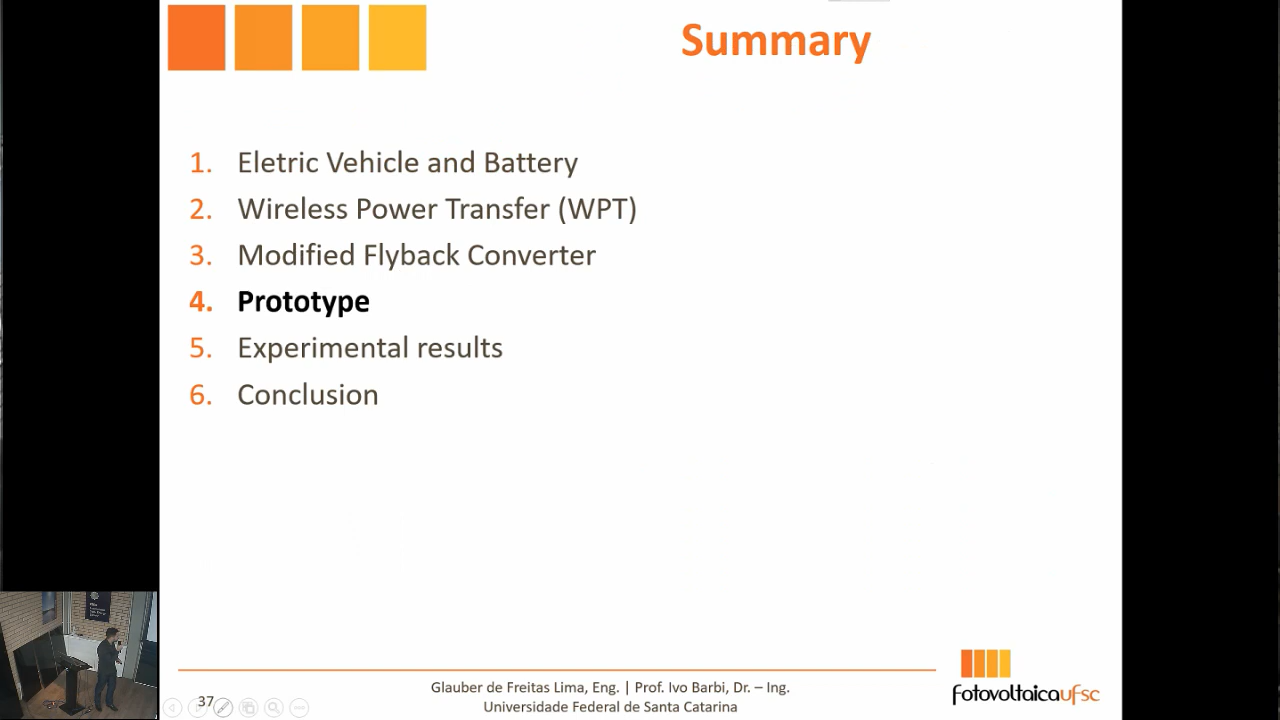 Summary
1. Eletric Vehicle and Battery
2. Wireless Power Transfer (WPT)
3. Modified Flyback Converter
4. Prototype
5. Experimental results
6. Conclusion
37
Glauber de Freitas Lima, Eng. | Prof. Ivo Barbi, Dr. – Ing.
Universidade Federal de Santa Catarina
fotovoltaicaufsc